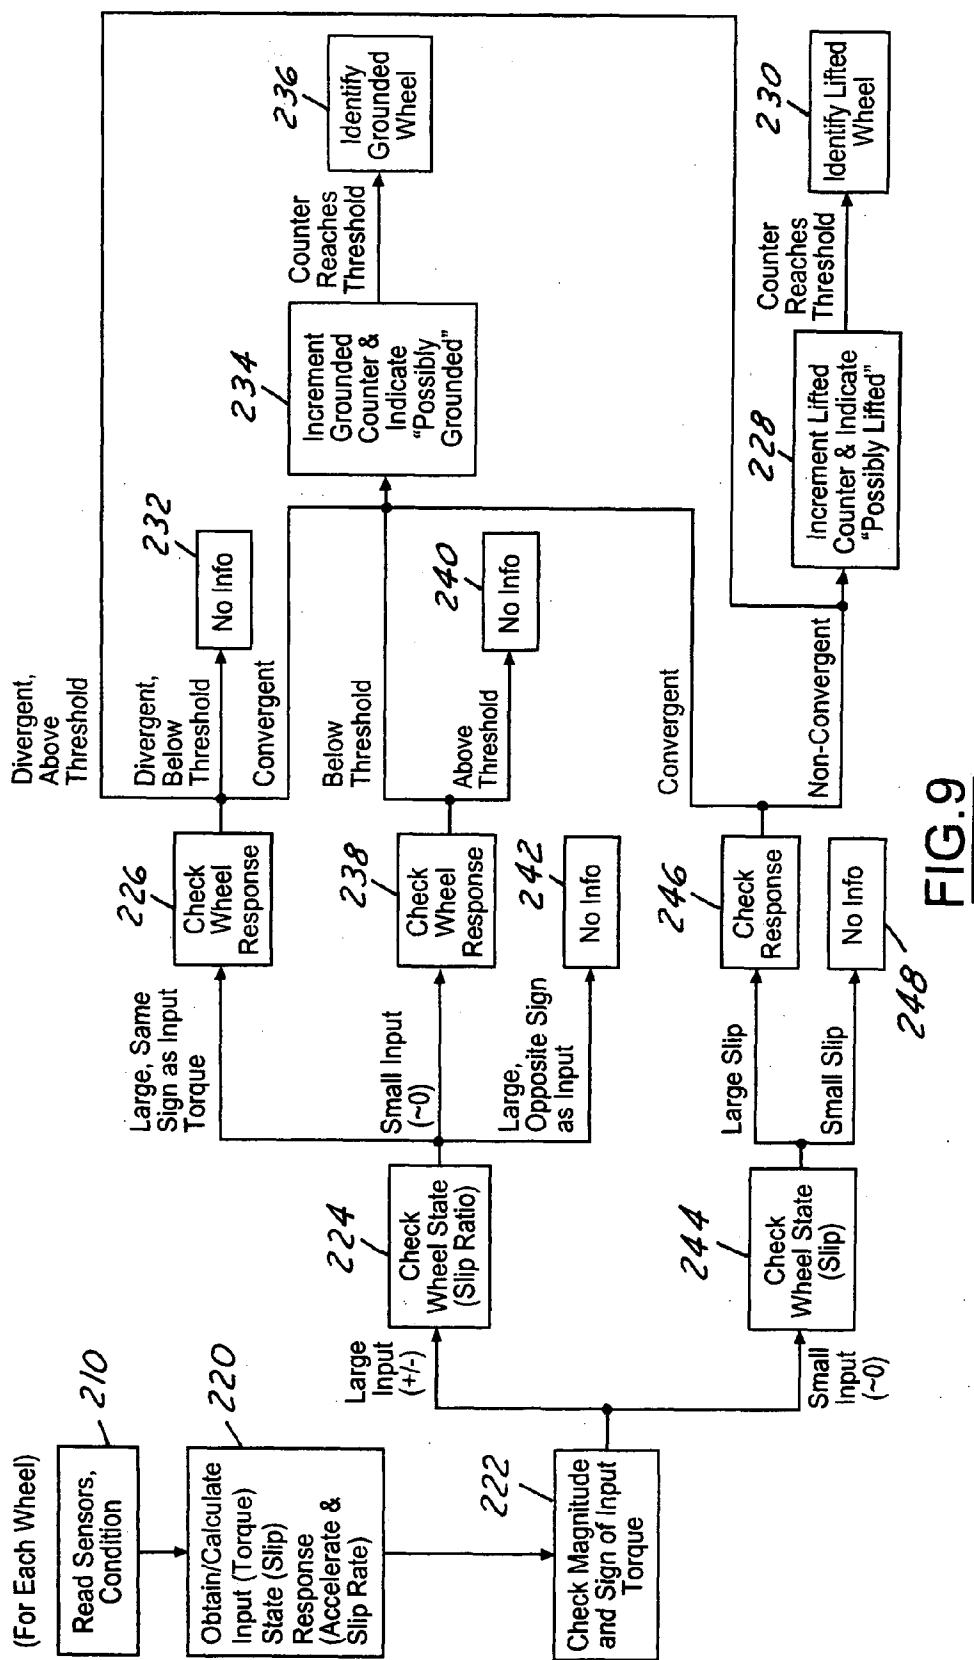 (For Each Wheel)
Read Sensors,
Condition
210
Obtain/Calculate
Input (Torque)
State (Slip)
Response
(Accelerate &
Slip Rate)
220
Check Magnitude
and Sign of Input
Torque
222
Large
Input
(+/-)
Small
Input
(~0)
Check
Wheel State
(Slip Ratio)
224
Check
Wheel State
(Slip)
244
Large, Same
Sign as Input
Torque
Small Input
(~0)
Large,
Opposite Sign
as Input
Large Slip
Small Slip
Check
Wheel
Response
226
Check
Wheel
Response
238
No Info
242
Check
Response
246
No Info
248
Divergent,
Above
Threshold
Divergent,
Below
Threshold
Convergent
Below
Threshold
Above
Threshold
Convergent
Non-Convergent
No Info
232
No Info
240
Increment
Grounded
Counter &
Indicate
“Possibly
Grounded”
234
Increment Lifted
Counter & Indicate
“Possibly Lifted”
228
Counter
Reaches
Threshold
Counter
Reaches
Threshold
Identify
Grounded
Wheel
236
Identify Lifted
Wheel
230
FIG.9